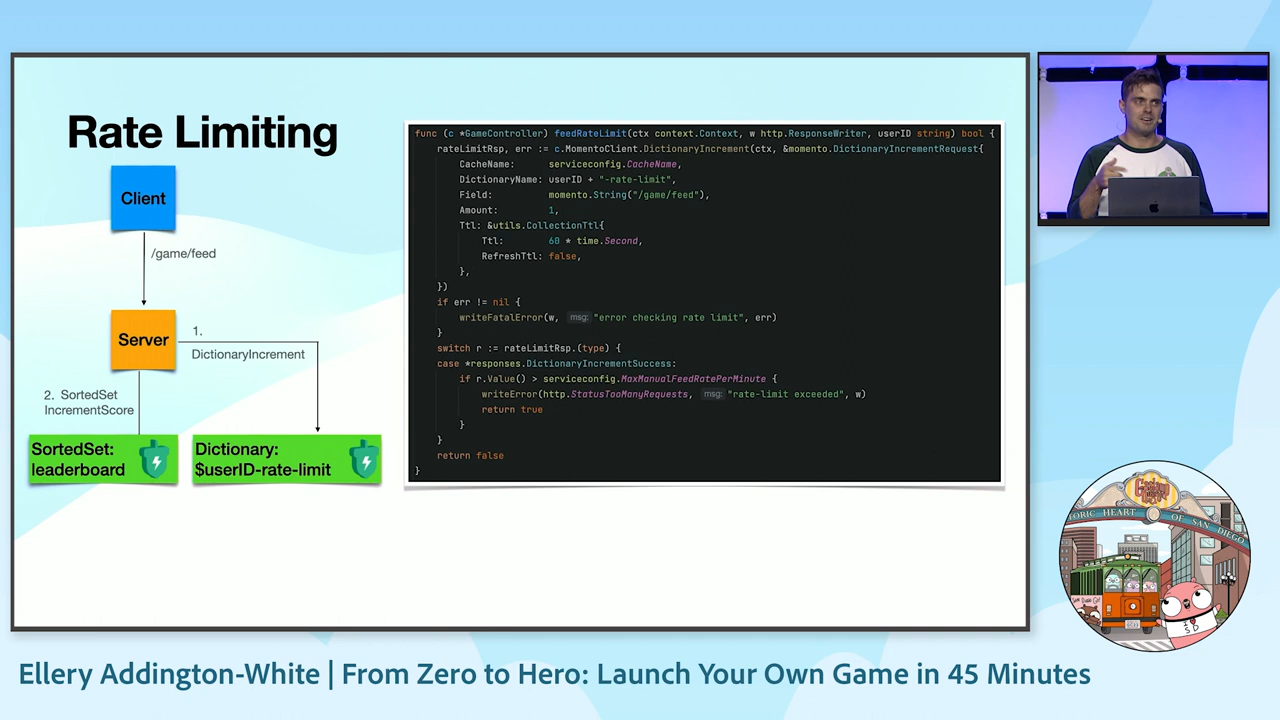 Rate Limiting
Client
/game/feed
Server
1.
DictionaryIncrement
2. SortedSet
IncrementScore
SortedSet:
leaderboard
Dictionary:
$userID-rate-limit
func (c *GameController) feedRateLimit(ctx context.Context, w http.ResponseWriter, userID string) bool {
rateLimitRsp, err := c.MomentoClient.DictionaryIncrement(ctx, &momento.DictionaryIncrementRequest{
CacheName: serviceconfig.CacheName,
DictionaryName: userID + "-rate-limit",
Field: momento.String("/game/feed"),
Amount: 1,
Ttl: &utils.CollectionTtl{
Ttl: 60 * time.Second,
RefreshTtl: false,
},
})
if err != nil {
writeFatalError(w, msg: "error checking rate limit", err)
}
switch r := rateLimitRsp.(type) {
case *responses.DictionaryIncrementSuccess:
if r.Value() > serviceconfig.MaxManualFeedRatePerMinute {
writeError(http.StatusTooManyRequests, msg: "rate-limit exceeded", w)
return true
}
}
return false
}
TORIC HEART OF SAN DIEGO
Ellery Addington-White | From Zero to Hero: Launch Your Own Game in 45 Minutes